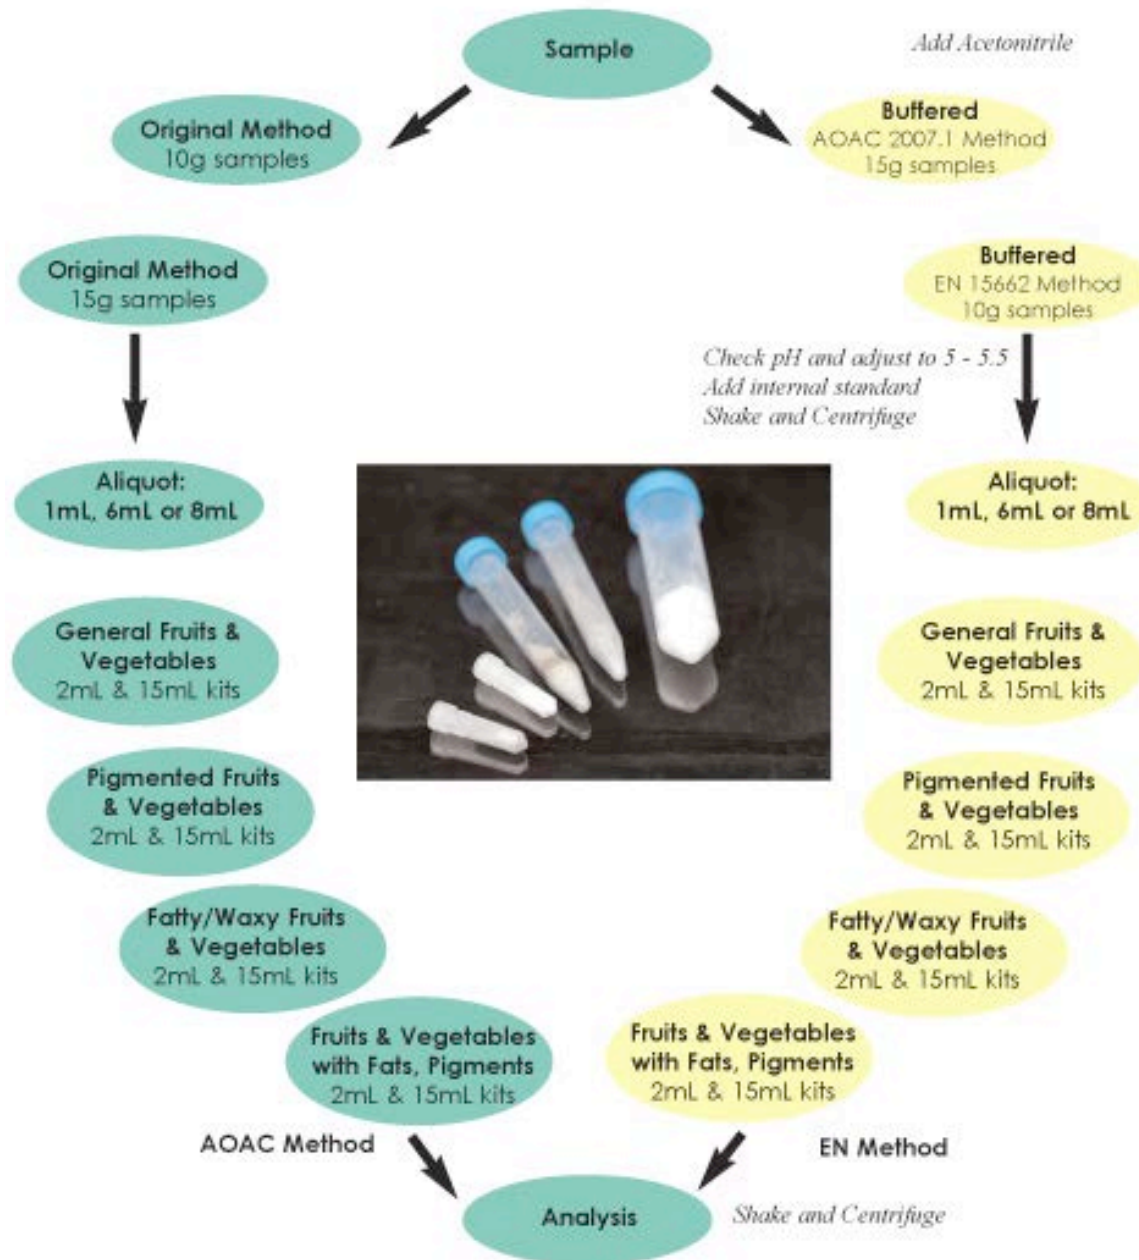 Sample
Add Acetonitrile
Original Method
10g samples
Buffered
AOAC 2007.1 Method
15g samples
Original Method
15g samples
Buffered
EN 15662 Method
10g samples
Check pH and adjust to 5 - 5.5
Add internal standard
Shake and Centrifuge
Aliquot:
1mL, 6mL or 8mL
Aliquot:
1mL, 6mL or 8mL
General Fruits &
Vegetables
2mL & 15mL kits
General Fruits &
Vegetables
2mL & 15mL kits
Pigmented Fruits
& Vegetables
2mL & 15mL kits
Pigmented Fruits
& Vegetables
2mL & 15mL kits
Fatty/Waxy Fruits
& Vegetables
2mL & 15mL kits
Fatty/Waxy Fruits
& Vegetables
2mL & 15mL kits
Fruits & Vegetables
with Fats, Pigments
2mL & 15mL kits
Fruits & Vegetables
with Fats, Pigments
2mL & 15mL kits
AOAC Method
EN Method
Analysis
Shake and Centrifuge